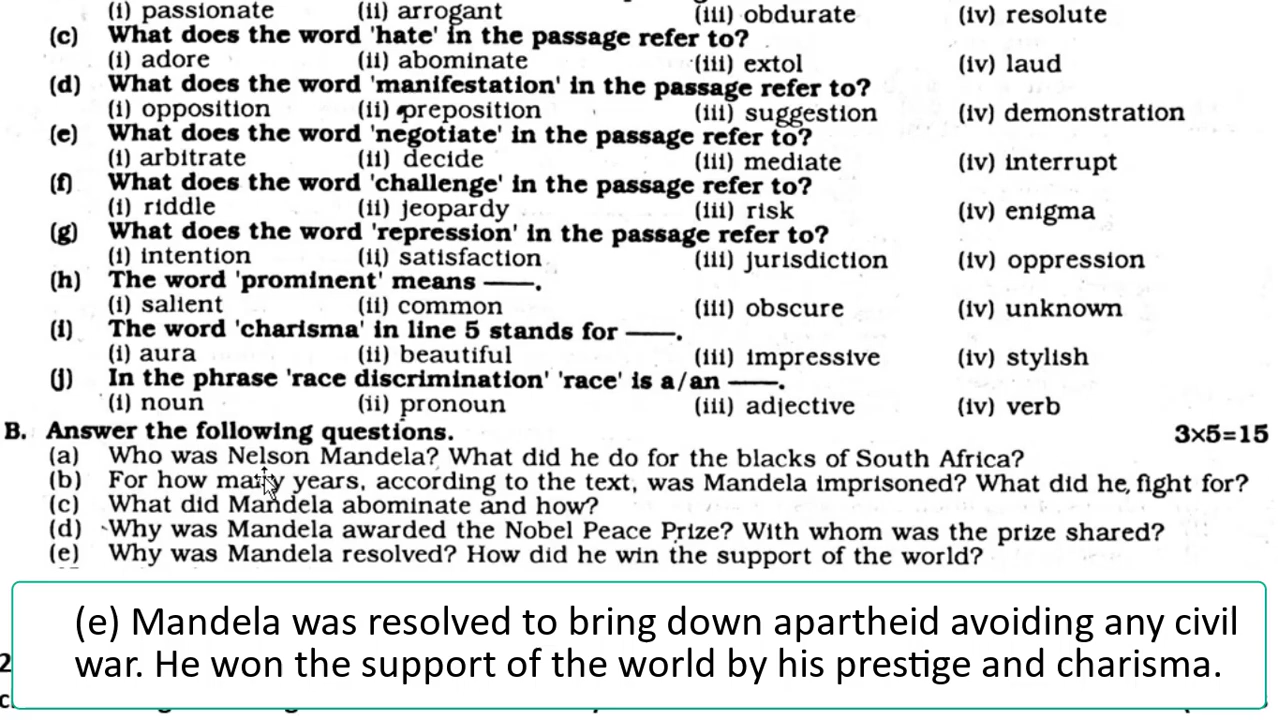 (i) passionate (ii) arrogant (iii) obdurate (iv) resolute
(c) What does the word 'hate' in the passage refer to?
(i) adore (ii) abominate (iii) extol (iv) laud
(d) What does the word 'manifestation' in the passage refer to?
(i) opposition (ii) preposition (iii) suggestion (iv) demonstration
(e) What does the word 'negotiate' in the passage refer to?
(i) arbitrate (ii) decide (iii) mediate (iv) interrupt
(f) What does the word 'challenge' in the passage refer to?
(i) riddle (ii) jeopardy (iii) risk (iv) enigma
(g) What does the word 'repression' in the passage refer to?
(i) intention (ii) satisfaction (iii) jurisdiction (iv) oppression
(h) The word 'prominent' means ——.
(i) salient (ii) common (iii) obscure (iv) unknown
(i) The word 'charisma' in line 5 stands for ——.
(i) aura (ii) beautiful (iii) impressive (iv) stylish
(j) In the phrase 'race discrimination' 'race' is a/an ——.
(i) noun (ii) pronoun (iii) adjective (iv) verb
B. Answer the following questions. 3×5=15
(a) Who was Nelson Mandela? What did he do for the blacks of South Africa?
(b) For how many years, according to the text, was Mandela imprisoned? What did he fight for?
(c) What did Mandela abominate and how?
(d) Why was Mandela awarded the Nobel Peace Prize? With whom was the prize shared?
(e) Why was Mandela resolved? How did he win the support of the world?
(e) Mandela was resolved to bring down apartheid avoiding any civil
war. He won the support of the world by his prestige and charisma.
2